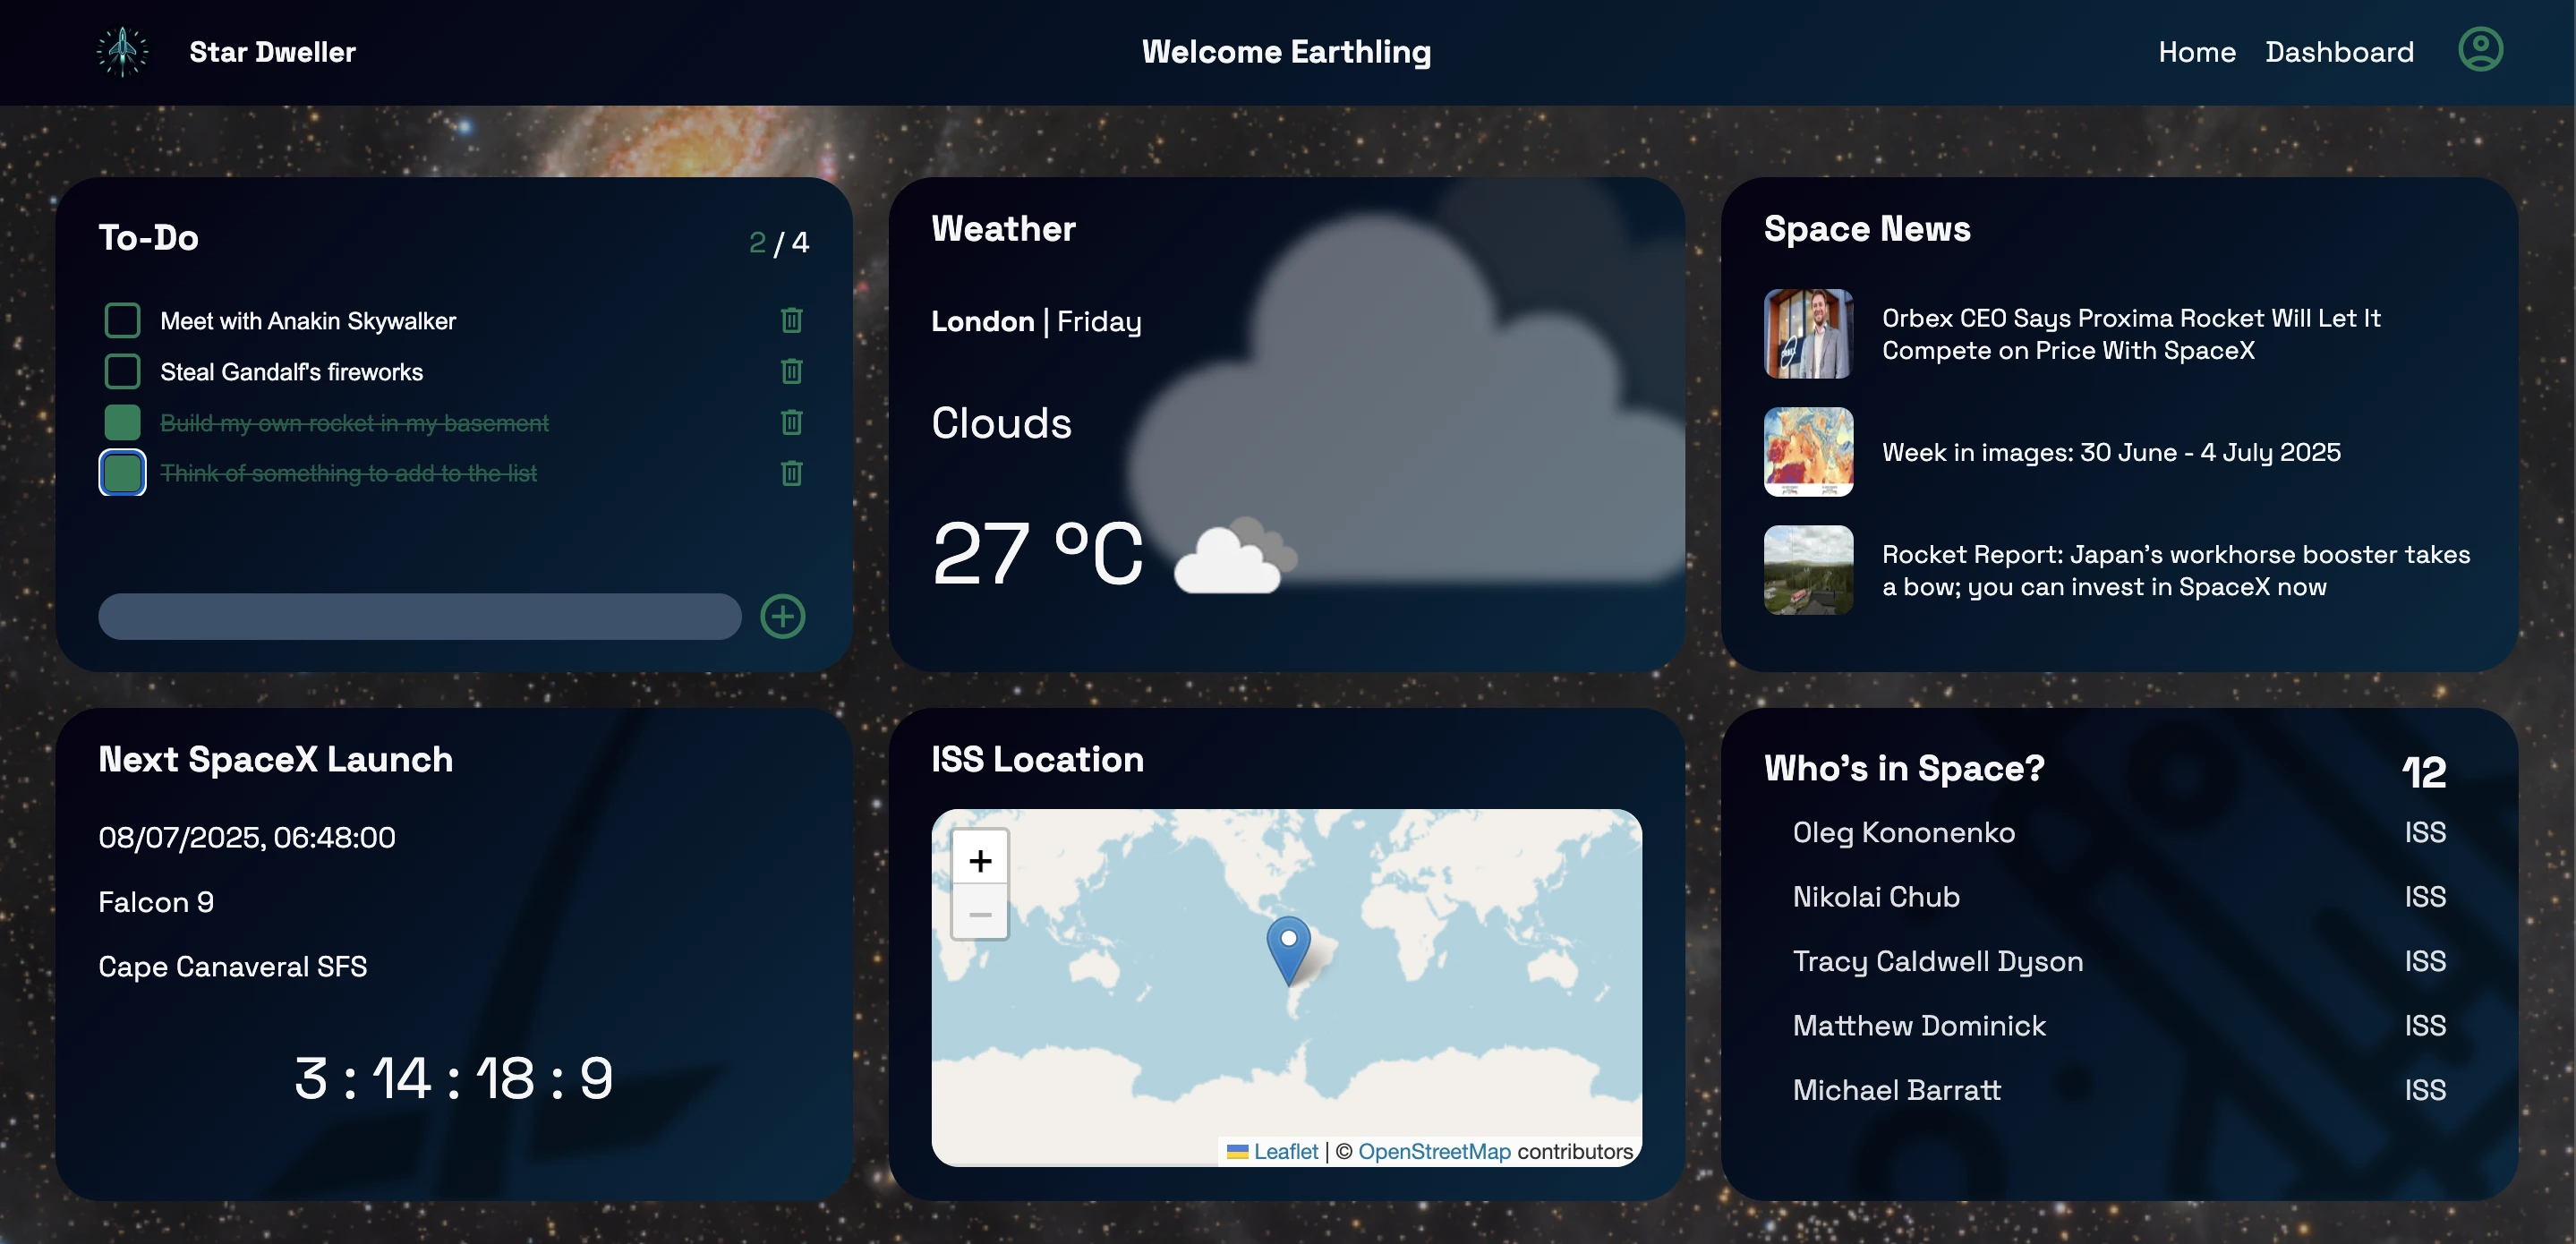 Star Dweller
Welcome Earthling
Home Dashboard
To-Do
2 / 4
Meet with Anakin Skywalker
Steal Gandalf's fireworks
Build my own rocket in my basement
Think of something to add to the list
Weather
London | Friday
Clouds
27 ºC
Space News
Orbex CEO Says Proxima Rocket Will Let It
Compete on Price With SpaceX
Week in images: 30 June - 4 July 2025
Rocket Report: Japan's workhorse booster takes
a bow; you can invest in SpaceX now
Next SpaceX Launch
08/07/2025, 06:48:00
Falcon 9
Cape Canaveral SFS
3 : 14 : 18 : 9
ISS Location
+
−
Leaflet | © OpenStreetMap contributors
Who's in Space?
12
Oleg Kononenko ISS
Nikolai Chub ISS
Tracy Caldwell Dyson ISS
Matthew Dominick ISS
Michael Barratt ISS